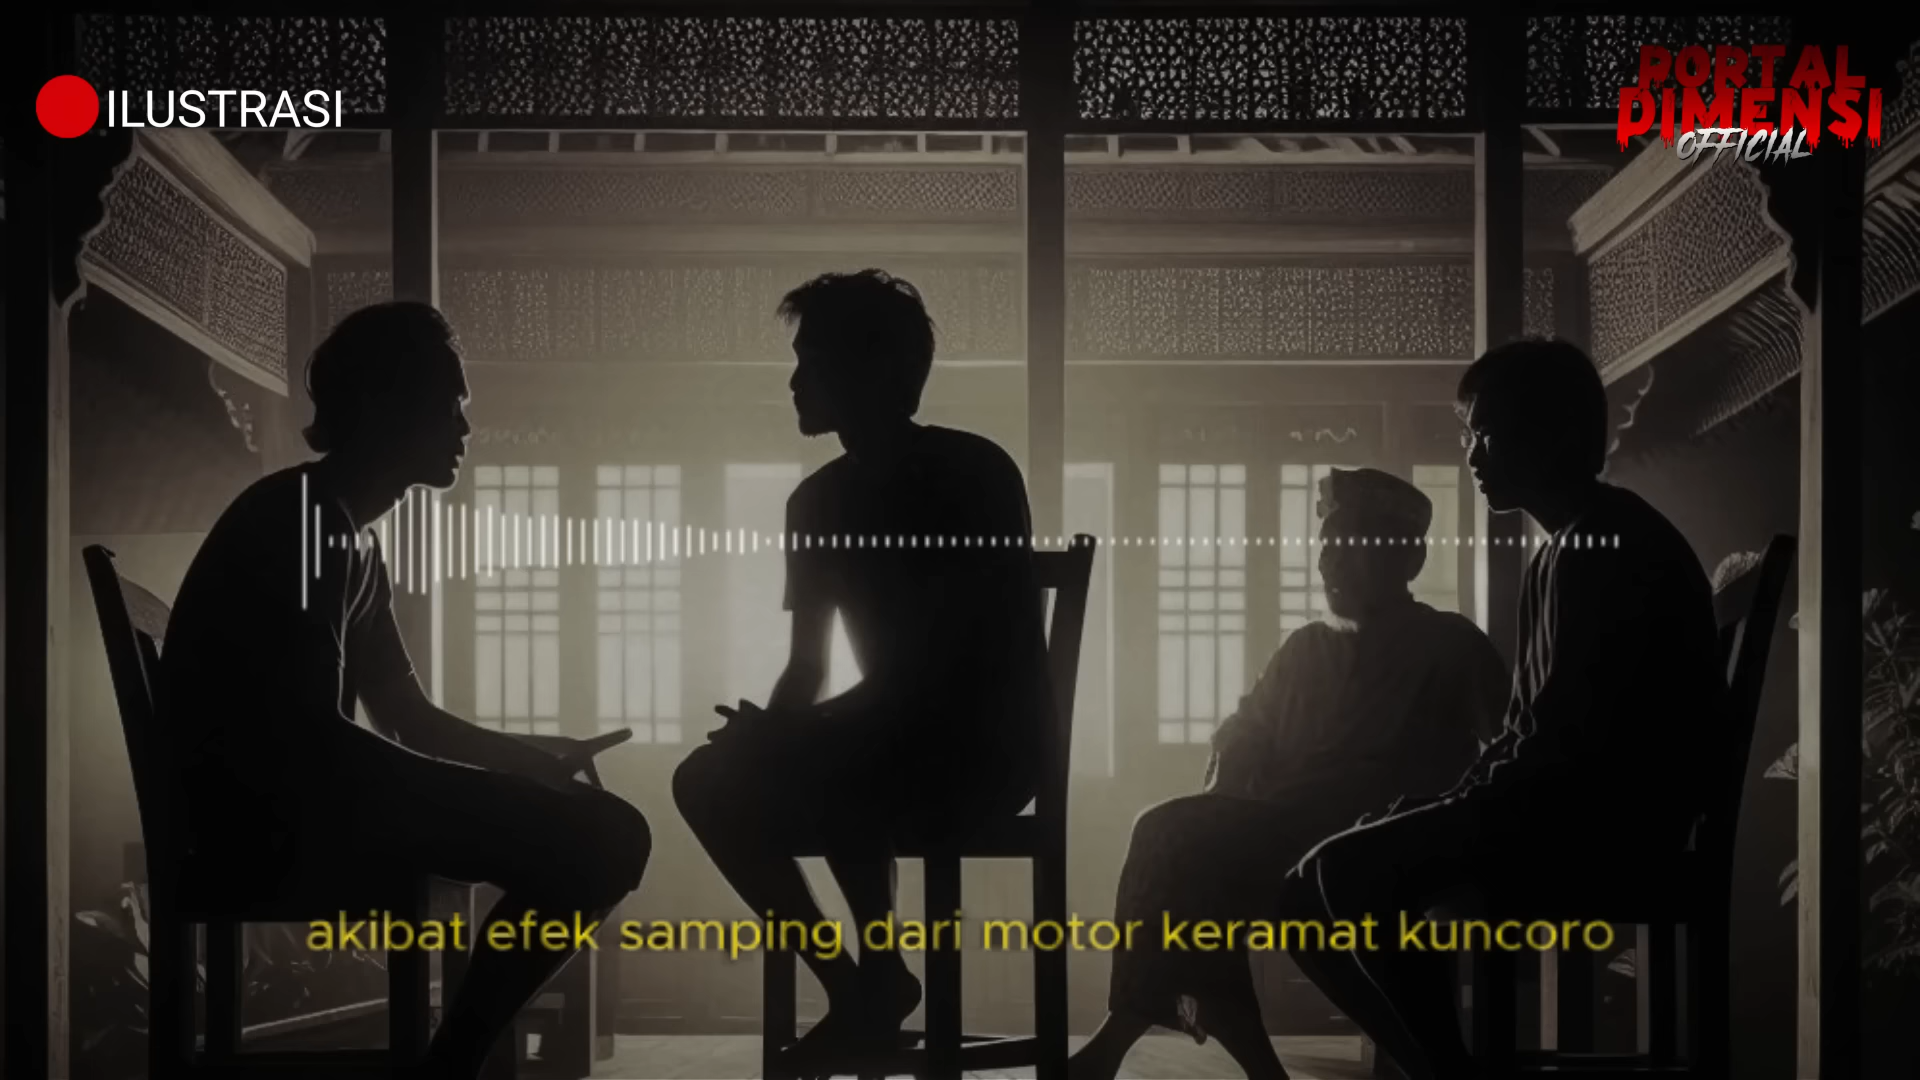 ILUSTRASI
PORTAL
DIMENSI
OFFICIAL
akibat efek samping dari motor keramat kuncoro